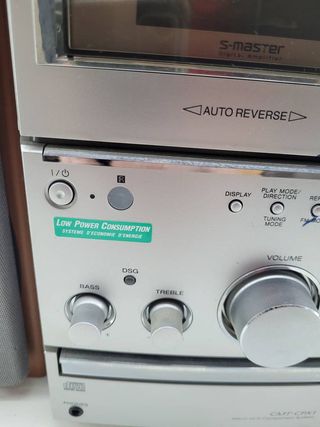 S-MASTER
Digital Amplifier
AUTO REVERSE
I/
R
DISPLAY
PLAY MODE/
DIRECTION
TUNING
MODE
LOW POWER CONSUMPTION
SYSTEME D'ECONOMIE D'ENERGIE
VOLUME
DSG
BASS
TREBLE
PHONES
CMT-CPX1